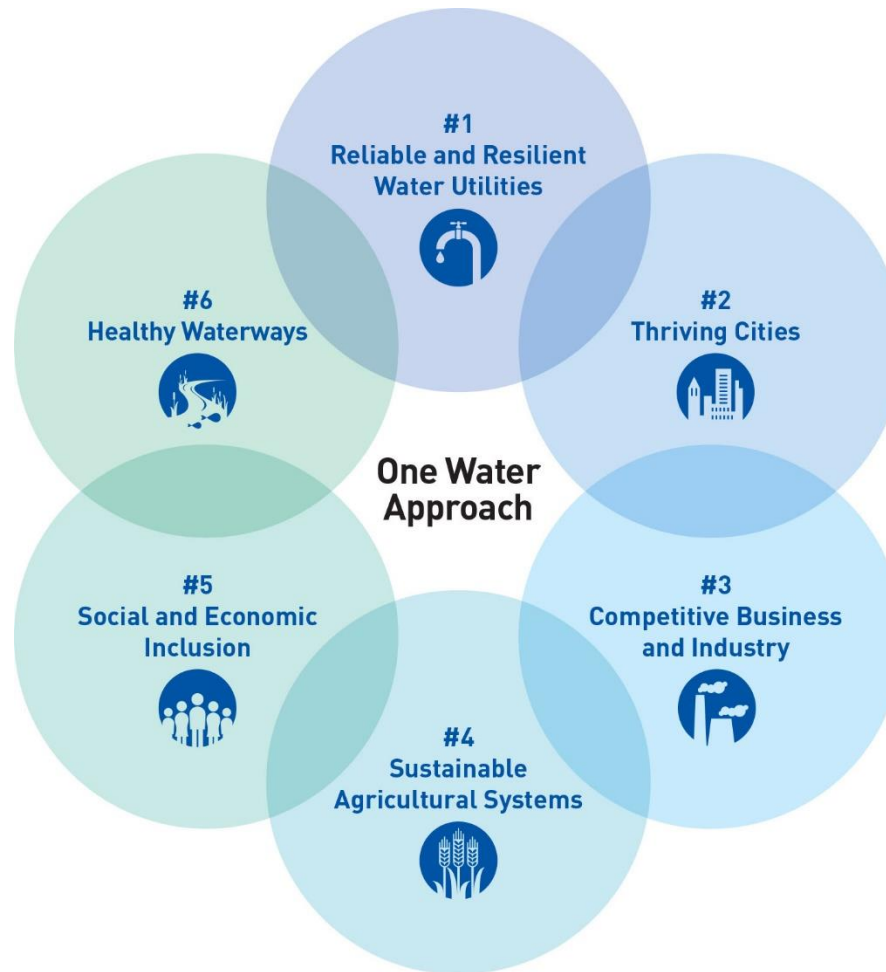 #1
Reliable and Resilient
Water Utilities
#2
Thriving Cities
#3
Competitive Business
and Industry
#4
Sustainable
Agricultural Systems
#5
Social and Economic
Inclusion
#6
Healthy Waterways
One Water
Approach